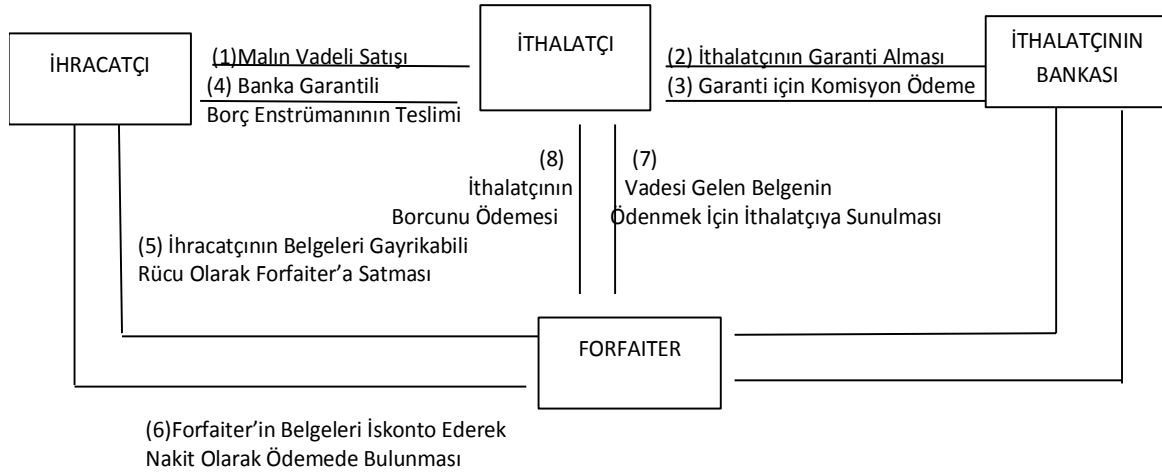 İHRACATÇI
(1)Malın Vadeli Satışı
(4) Banka Garantili
Borç Enstrümanının Teslimi
İTHALATÇI
(2) İthalatçının Garanti Alması
(3) Garanti için Komisyon Ödeme
İTHALATÇININ
BANKASI
(8)
İthalatçının
Borcunu Ödemesi
(7)
Vadesi Gelen Belgenin
Ödenmek İçin İthalatçıya Sunulması
(5) İhracatçının Belgeleri Gayrikabili
Rücu Olarak Forfaiter’a Satması
FORFAITER
(6)Forfaiter’in Belgeleri İskonto Ederek
Nakit Olarak Ödemede Bulunması